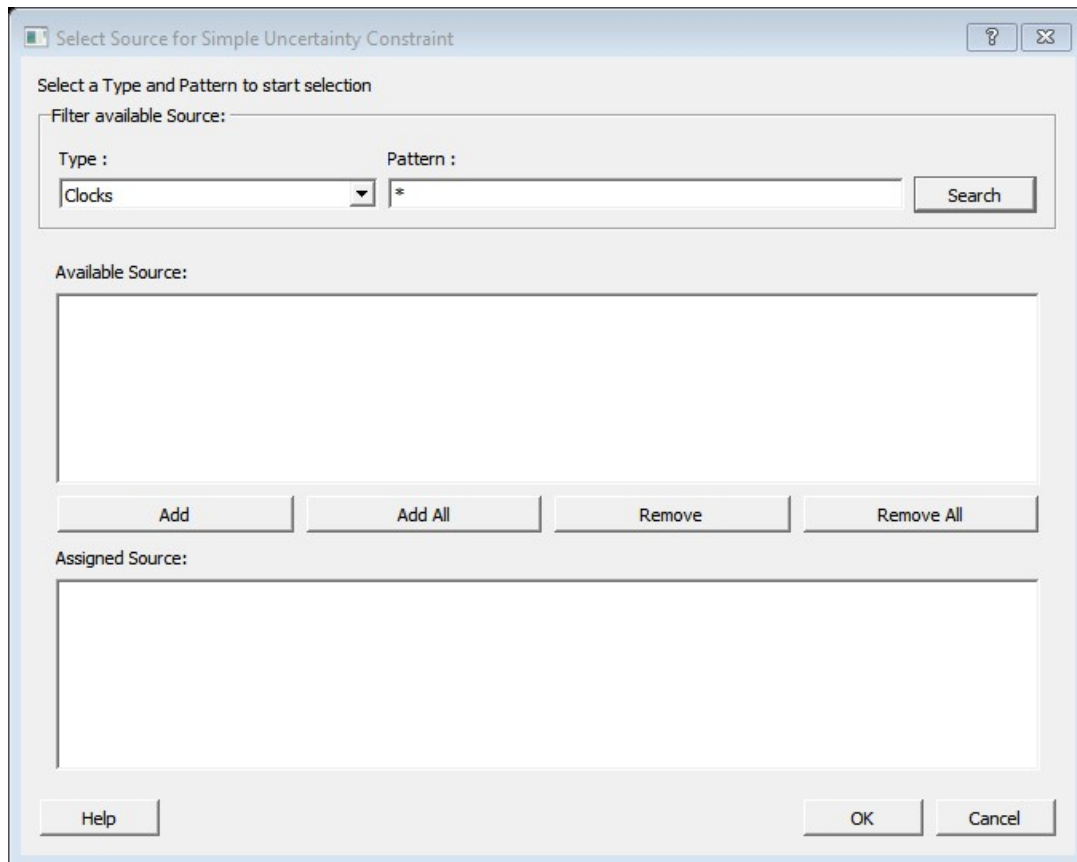 Select Source for Simple Uncertainty Constraint
Select a Type and Pattern to start selection
Filter available Source:
Type : Pattern :
Clocks * Search
Available Source:
Add Add All Remove Remove All
Assigned Source:
Help OK Cancel